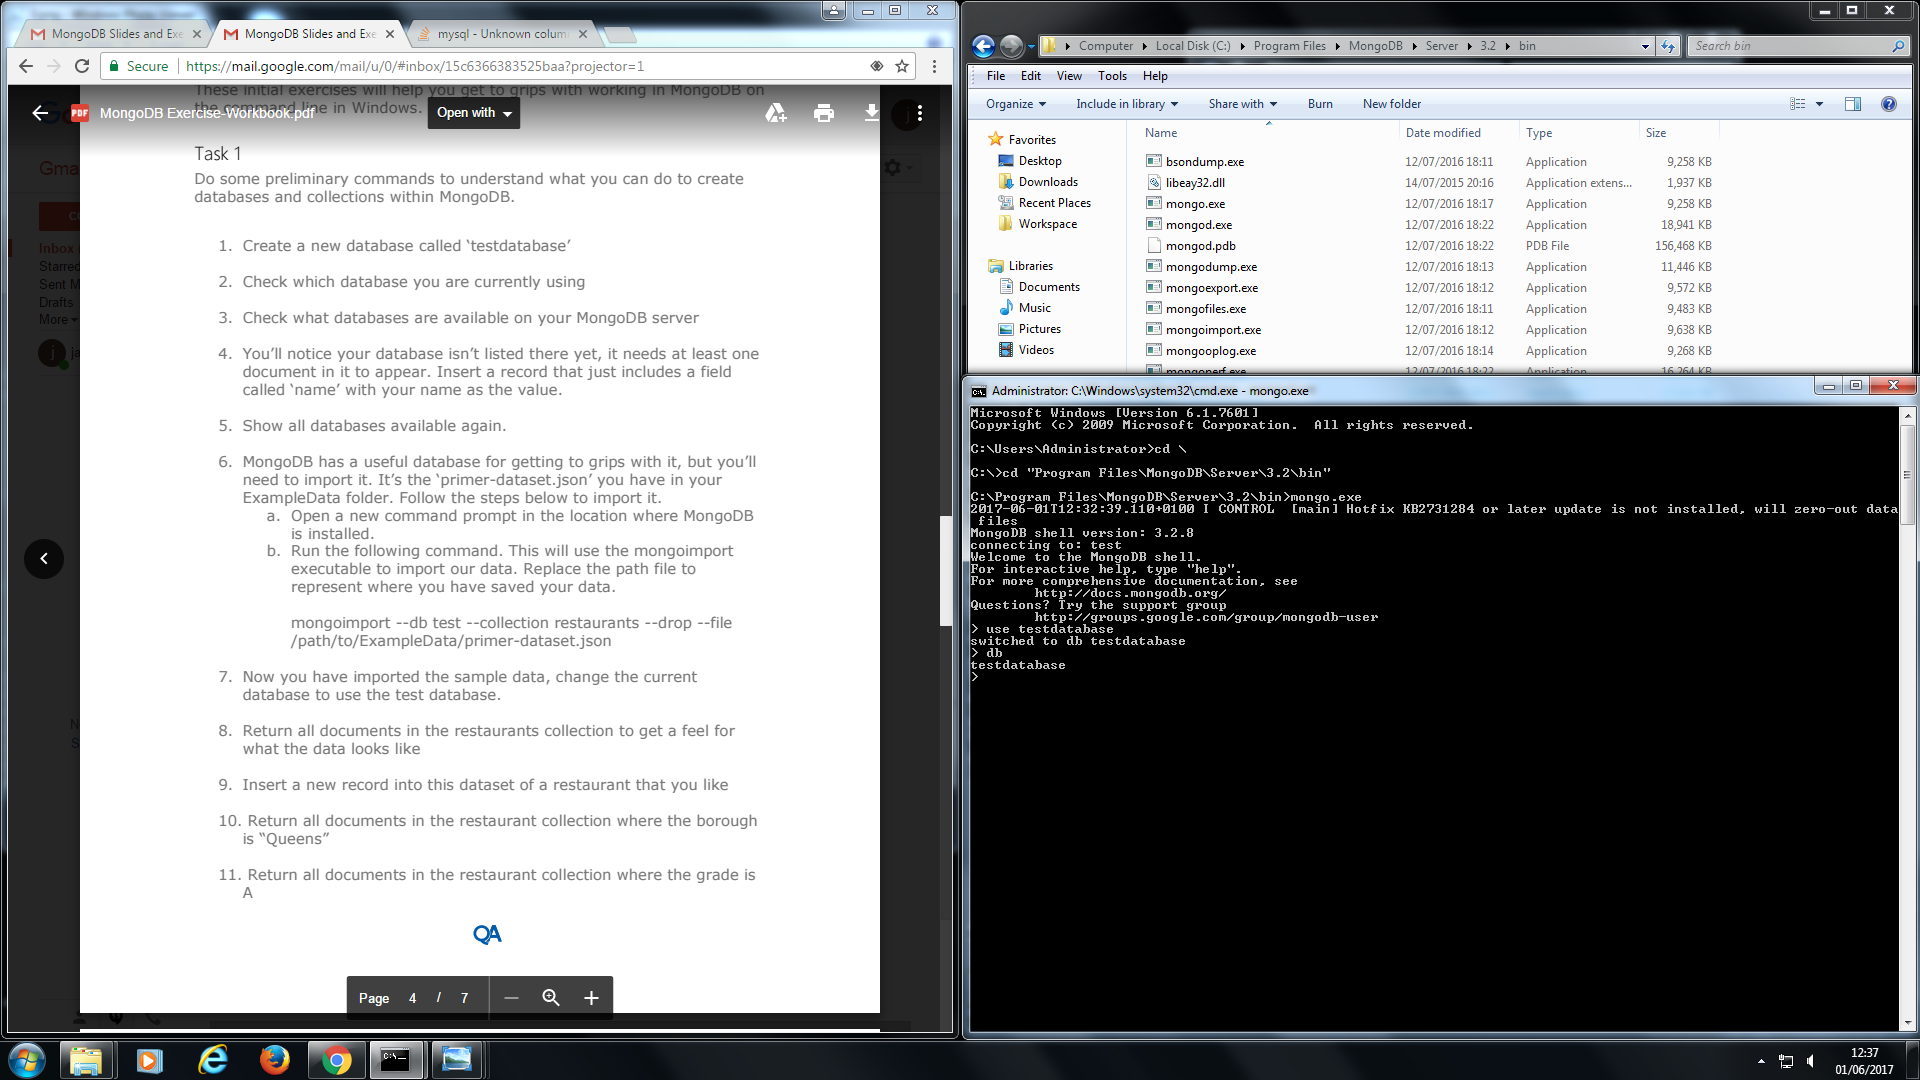 MongoDB Slides and Exe
MongoDB Slides and Exe
mysql - Unknown colum
Secure
https://mail.google.com/mail/u/0/#inbox/15c6366383525baa?projector=1
These initial exercises will help you get to grips with working in MongoDB on
the command line in Windows.
PDF
MongoDB Exercise-Workbook.pdf
Open with
Task 1
Do some preliminary commands to understand what you can do to create
databases and collections within MongoDB.
1. Create a new database called ‘testdatabase’
2. Check which database you are currently using
3. Check what databases are available on your MongoDB server
4. You’ll notice your database isn’t listed there yet, it needs at least one
document in it to appear. Insert a record that just includes a field
called ‘name’ with your name as the value.
5. Show all databases available again.
6. MongoDB has a useful database for getting to grips with it, but you’ll
need to import it. It’s the ‘primer-dataset.json’ you have in your
ExampleData folder. Follow the steps below to import it.
a. Open a new command prompt in the location where MongoDB
is installed.
b. Run the following command. This will use the mongoimport
executable to import our data. Replace the path file to
represent where you have saved your data.
mongoimport --db test --collection restaurants --drop --file
/path/to/ExampleData/primer-dataset.json
7. Now you have imported the sample data, change the current
database to use the test database.
8. Return all documents in the restaurants collection to get a feel for
what the data looks like
9. Insert a new record into this dataset of a restaurant that you like
10. Return all documents in the restaurant collection where the borough
is “Queens”
11. Return all documents in the restaurant collection where the grade is
A
QA
Page 4 / 7
Gma
Inbox
Starred
Sent M
Drafts
More
j
ja
Computer
Local Disk (C:)
Program Files
MongoDB
Server
3.2
bin
Search bin
File Edit View Tools Help
Organize
Include in library
Share with
Burn
New folder
Favorites
Desktop
Downloads
Recent Places
Workspace
Libraries
Documents
Music
Pictures
Videos
Name Date modified Type Size
bsondump.exe 12/07/2016 18:11 Application 9,258 KB
libeay32.dll 14/07/2015 20:16 Application extens... 1,937 KB
mongo.exe 12/07/2016 18:17 Application 9,258 KB
mongod.exe 12/07/2016 18:22 Application 18,941 KB
mongod.pdb 12/07/2016 18:22 PDB File 156,468 KB
mongodump.exe 12/07/2016 18:13 Application 11,446 KB
mongoexport.exe 12/07/2016 18:12 Application 9,572 KB
mongofiles.exe 12/07/2016 18:11 Application 9,483 KB
mongoimport.exe 12/07/2016 18:12 Application 9,638 KB
mongooplog.exe 12/07/2016 18:14 Application 9,268 KB
mongoperf.exe 12/07/2016 18:22 Application 16,264 KB
Administrator: C:\Windows\system32\cmd.exe - mongo.exe
Microsoft Windows [Version 6.1.7601]
Copyright (c) 2009 Microsoft Corporation. All rights reserved.
C:\Users\Administrator>cd \
C:\>cd "Program Files\MongoDB\Server\3.2\bin"
C:\Program Files\MongoDB\Server\3.2\bin>mongo.exe
2017-06-01T12:32:39.110+0100 I CONTROL [main] Hotfix KB2731284 or later update is not installed, will zero-out data
files
MongoDB shell version: 3.2.8
connecting to: test
Welcome to the MongoDB shell.
For interactive help, type "help".
For more comprehensive documentation, see
http://docs.mongodb.org/
Questions? Try the support group
http://groups.google.com/group/mongodb-user
> use testdatabase
switched to db testdatabase
> db
testdatabase
>
12:37
01/06/2017